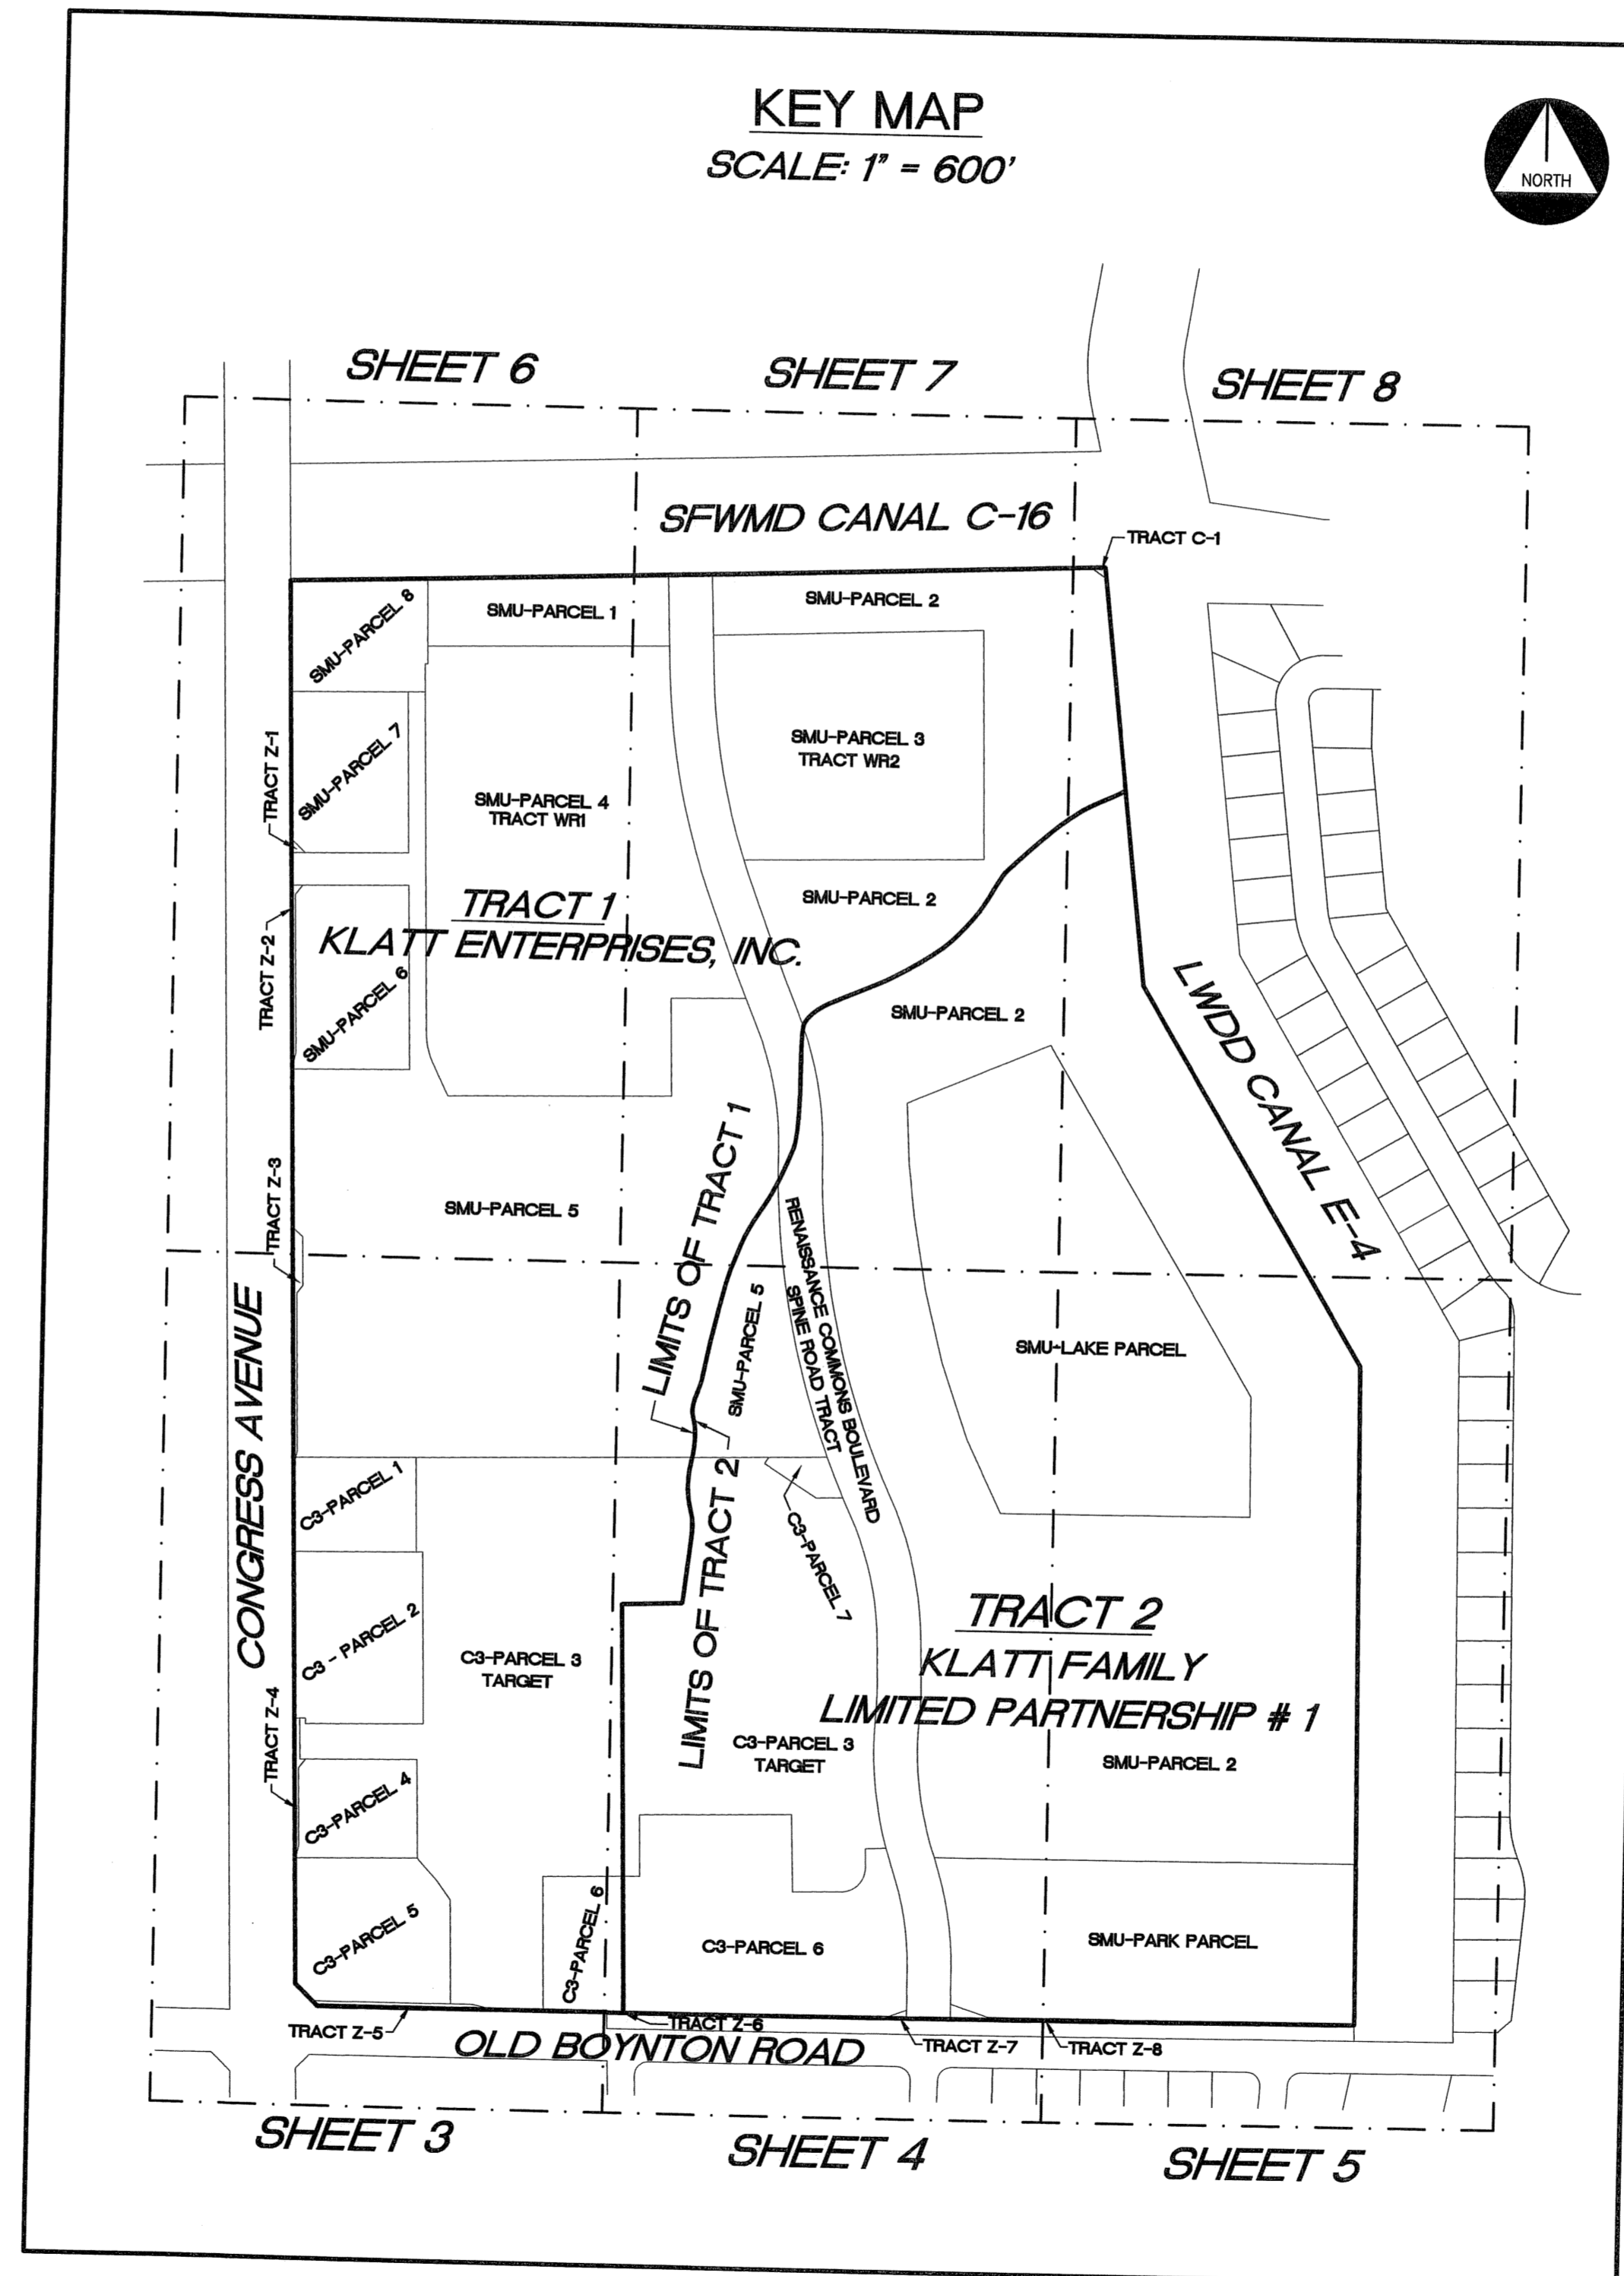 KEY MAP
SCALE: 1" = 600'
NORTH
SHEET 6
SHEET 7
SHEET 8
SFWMD CANAL C-16
TRACT C-1
SMU-PARCEL 8
SMU-PARCEL 1
SMU-PARCEL 2
TRACT Z-1
SMU-PARCEL 7
SMU-PARCEL 4
TRACT WR1
SMU-PARCEL 3
TRACT WR2
TRACT 1
KLATT ENTERPRISES, INC.
SMU-PARCEL 2
TRACT Z-2
SMU-PARCEL 6
SMU-PARCEL 2
LWDD CANAL E-4
TRACT Z-3
SMU-PARCEL 5
LIMITS OF TRACT 1
SMU-PARCEL 5
RENAISSANCE COMMONS BOULEVARD
SPINE ROAD TRACT
SMU-LAKE PARCEL
CONGRESS AVENUE
C3-PARCEL 1
LIMITS OF TRACT 2
C3-PARCEL 7
C3 - PARCEL 2
C3-PARCEL 3
TARGET
TRACT 2
KLATT FAMILY
LIMITED PARTNERSHIP # 1
TRACT Z-4
C3-PARCEL 3
TARGET
SMU-PARCEL 2
C3-PARCEL 4
C3-PARCEL 5
C3-PARCEL 6
C3-PARCEL 6
SMU-PARK PARCEL
TRACT Z-5
TRACT Z-6
TRACT Z-7
TRACT Z-8
OLD BOYNTON ROAD
SHEET 3
SHEET 4
SHEET 5